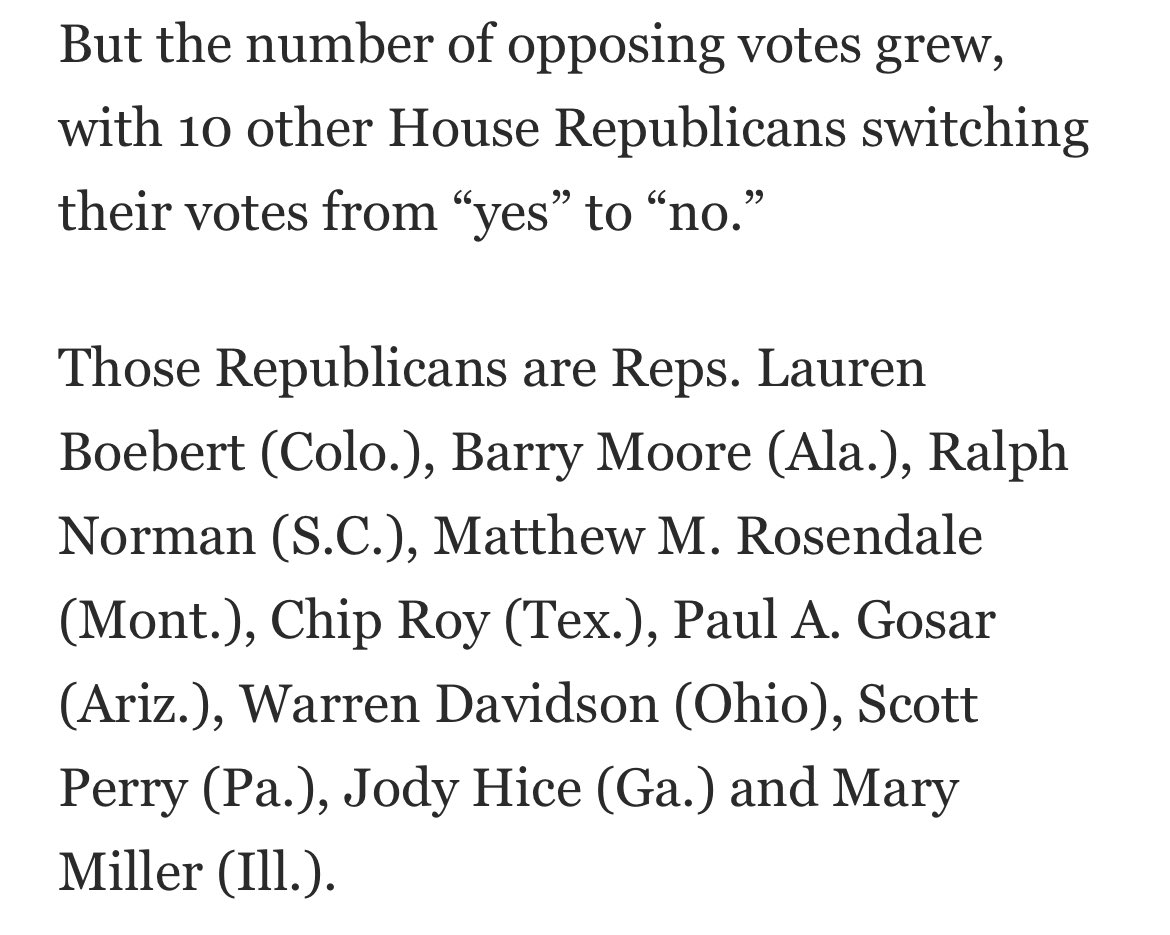 But the number of opposing votes grew,
with 10 other House Republicans switching
their votes from “yes” to “no.”
Those Republicans are Reps. Lauren
Boebert (Colo.), Barry Moore (Ala.), Ralph
Norman (S.C.), Matthew M. Rosendale
(Mont.), Chip Roy (Tex.), Paul A. Gosar
(Ariz.), Warren Davidson (Ohio), Scott
Perry (Pa.), Jody Hice (Ga.) and Mary
Miller (Ill.).